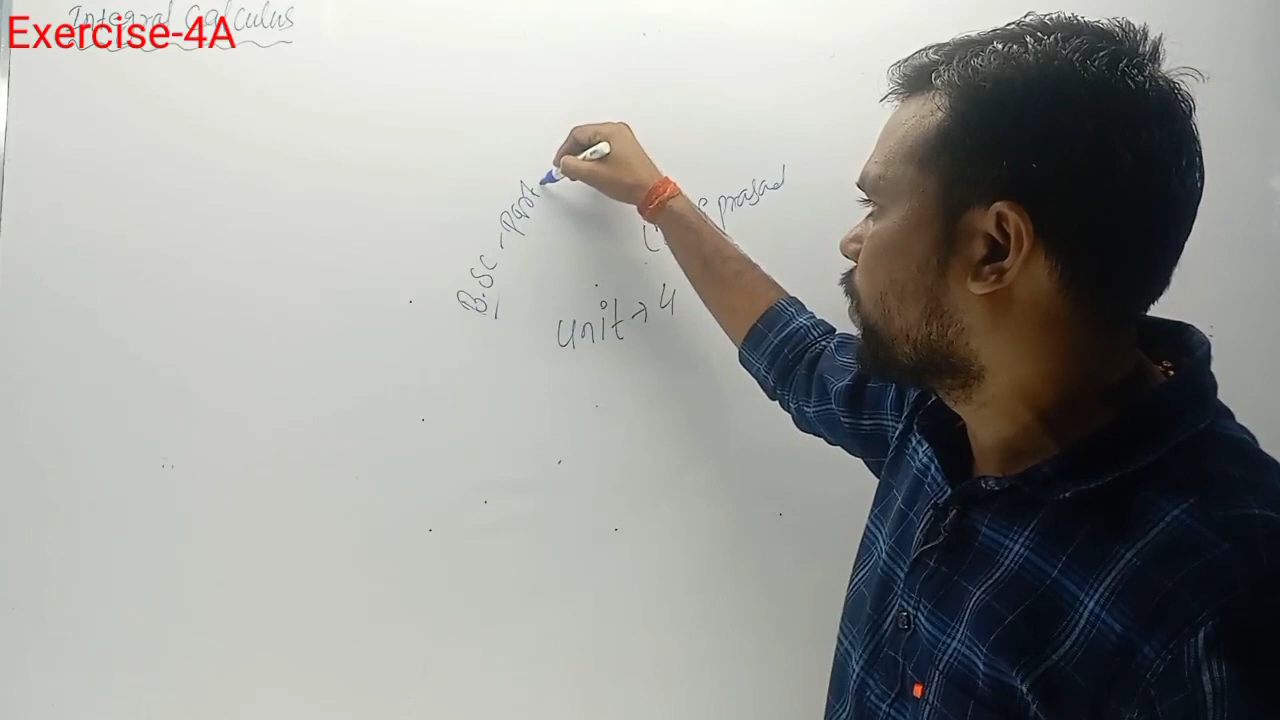 Integral Calculus
Exercise-4A
B.SC - Part
prasad
Unit → 4